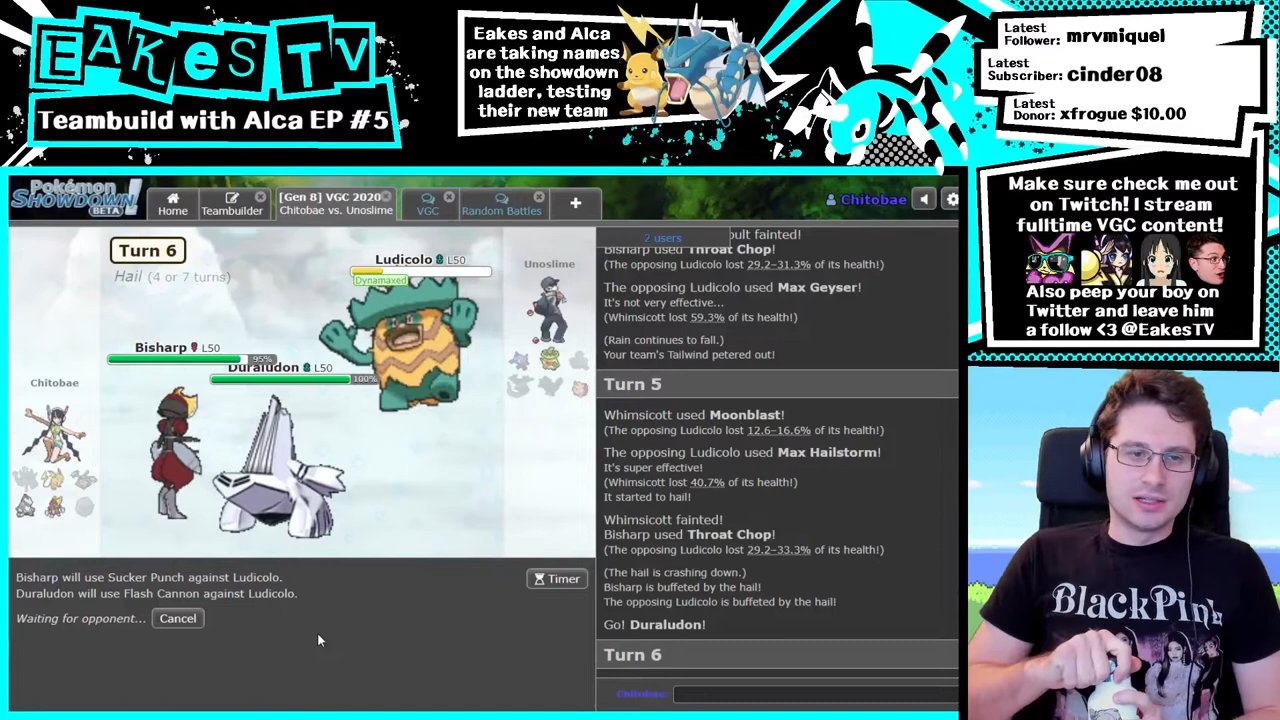 EAKES TV
Teambuild with Alca EP #5
Eakes and Alca
are taking names
on the showdown
ladder, testing
their new team
Latest
Follower: mrvmiquel
Latest
Subscriber: cinder08
Latest
Donor: xfrogue $10.00
Make sure check me out
on Twitch! I stream
fulltime VGC content!
Also peep your boy on
Twitter and leave him
a follow <3 @EakesTV
Pokémon
SHOWDOWN!
BETA
Home
Teambuilder
[Gen 8] VGC 2020
Chitobae vs. Unoslime
VGC
Random Battles
Chitobae
Turn 6
Hail (4 or 7 turns)
Ludicolo L50
Dynamaxed
Unoslime
Bisharp L50
95%
Duraludon L50
100%
Chitobae
Bisharp will use Sucker Punch against Ludicolo.
Duraludon will use Flash Cannon against Ludicolo.
Waiting for opponent... Cancel
Timer
2 users
fainted!
Bisharp used Throat Chop!
(The opposing Ludicolo lost 29.2–31.3% of its health!)
The opposing Ludicolo used Max Geyser!
It's not very effective...
(Whimsicott lost 59.3% of its health!)
(Rain continues to fall.)
Your team's Tailwind petered out!
Turn 5
Whimsicott used Moonblast!
(The opposing Ludicolo lost 12.6–16.6% of its health!)
The opposing Ludicolo used Max Hailstorm!
It's super effective!
(Whimsicott lost 40.7% of its health!)
It started to hail!
Whimsicott fainted!
Bisharp used Throat Chop!
(The opposing Ludicolo lost 29.2–33.3% of its health!)
(The hail is crashing down.)
Bisharp is buffeted by the hail!
The opposing Ludicolo is buffeted by the hail!
Go! Duraludon!
Turn 6
Chitobae:
BLACKPINK